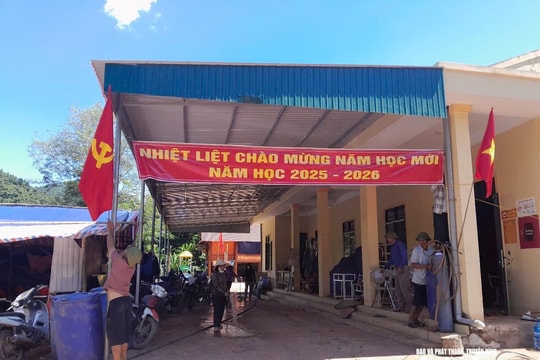 NHIỆT LIỆT CHÀO MỪNG NĂM HỌC MỚI
NĂM HỌC 2025 - 2026
BÁO VÀ PHÁT THANH, TRUYỀN HÌNH